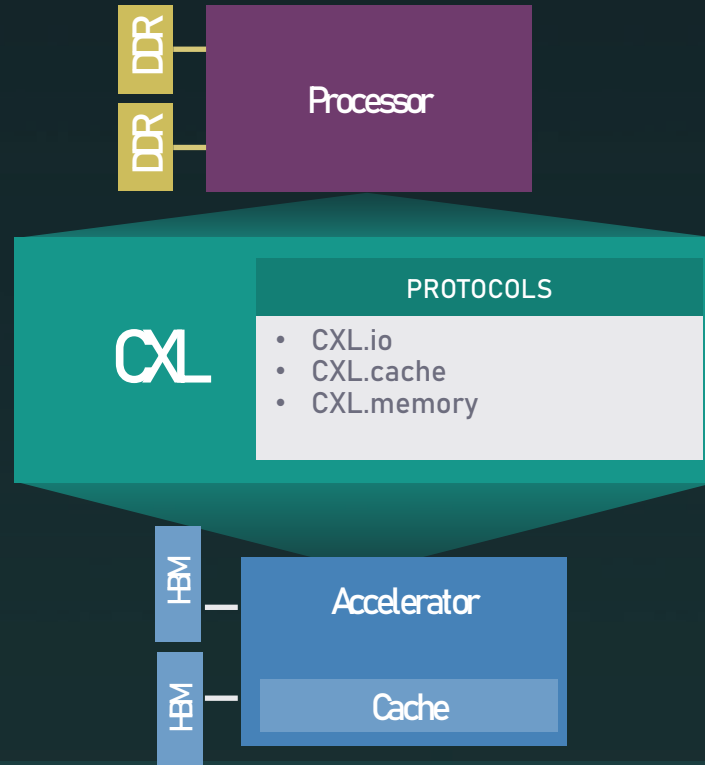 DDR
DDR
Processor
CXL
PROTOCOLS
• CXL.io
• CXL.cache
• CXL.memory
HBM
HBM
Accelerator
Cache